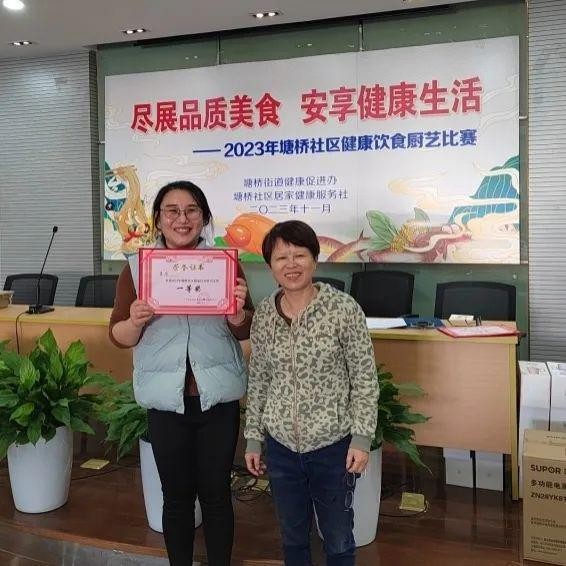 尽展品质美食 安享健康生活
——2023年塘桥社区健康饮食厨艺比赛
塘桥街道健康促进办
塘桥社区居家健康服务社
二〇二三年十一月
荣誉证书
一等奖
SUPOR
多功能电
ZN28YK8